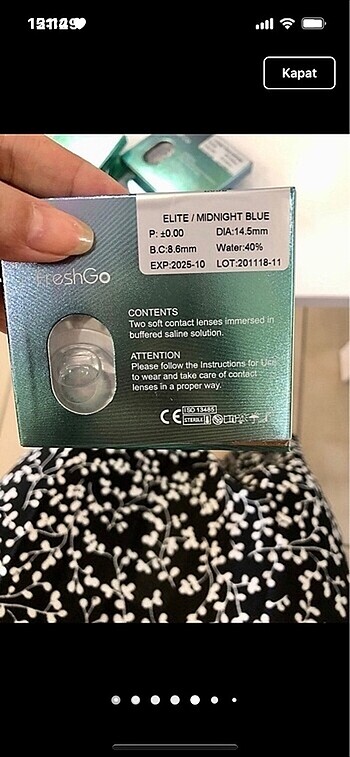 Kapat
ELITE / MIDNIGHT BLUE
P: ±0.00 DIA:14.5mm
B.C:8.6mm Water:40%
EXP:2025-10 LOT:201118-11
FreshGo
CONTENTS
Two soft contact lenses immersed in
buffered saline solution.
ATTENTION
Please follow the Instructions for Use
to wear and take care of contact
lenses in a proper way.
CE ISO 13485
STERILE